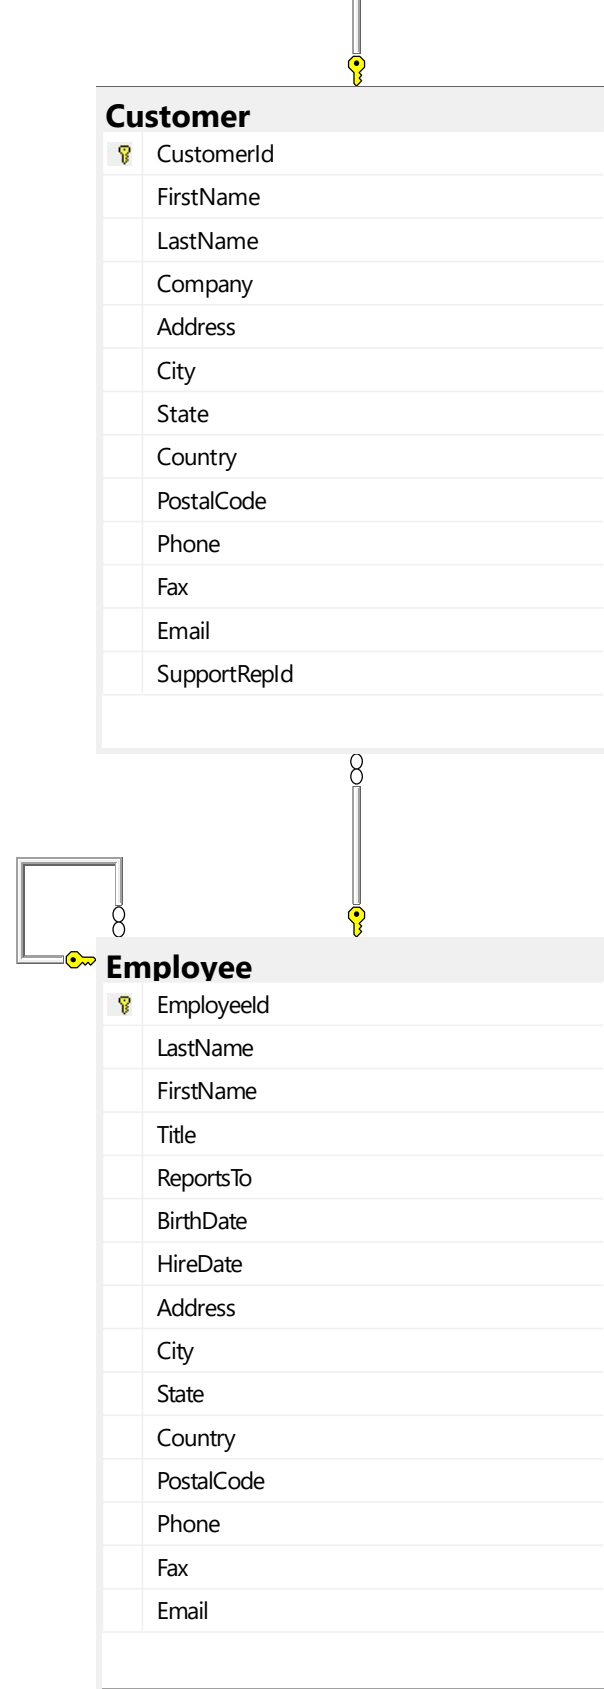 Customer
CustomerId
FirstName
LastName
Company
Address
City
State
Country
PostalCode
Phone
Fax
Email
SupportRepId
Employee
EmployeeId
LastName
FirstName
Title
ReportsTo
BirthDate
HireDate
Address
City
State
Country
PostalCode
Phone
Fax
Email